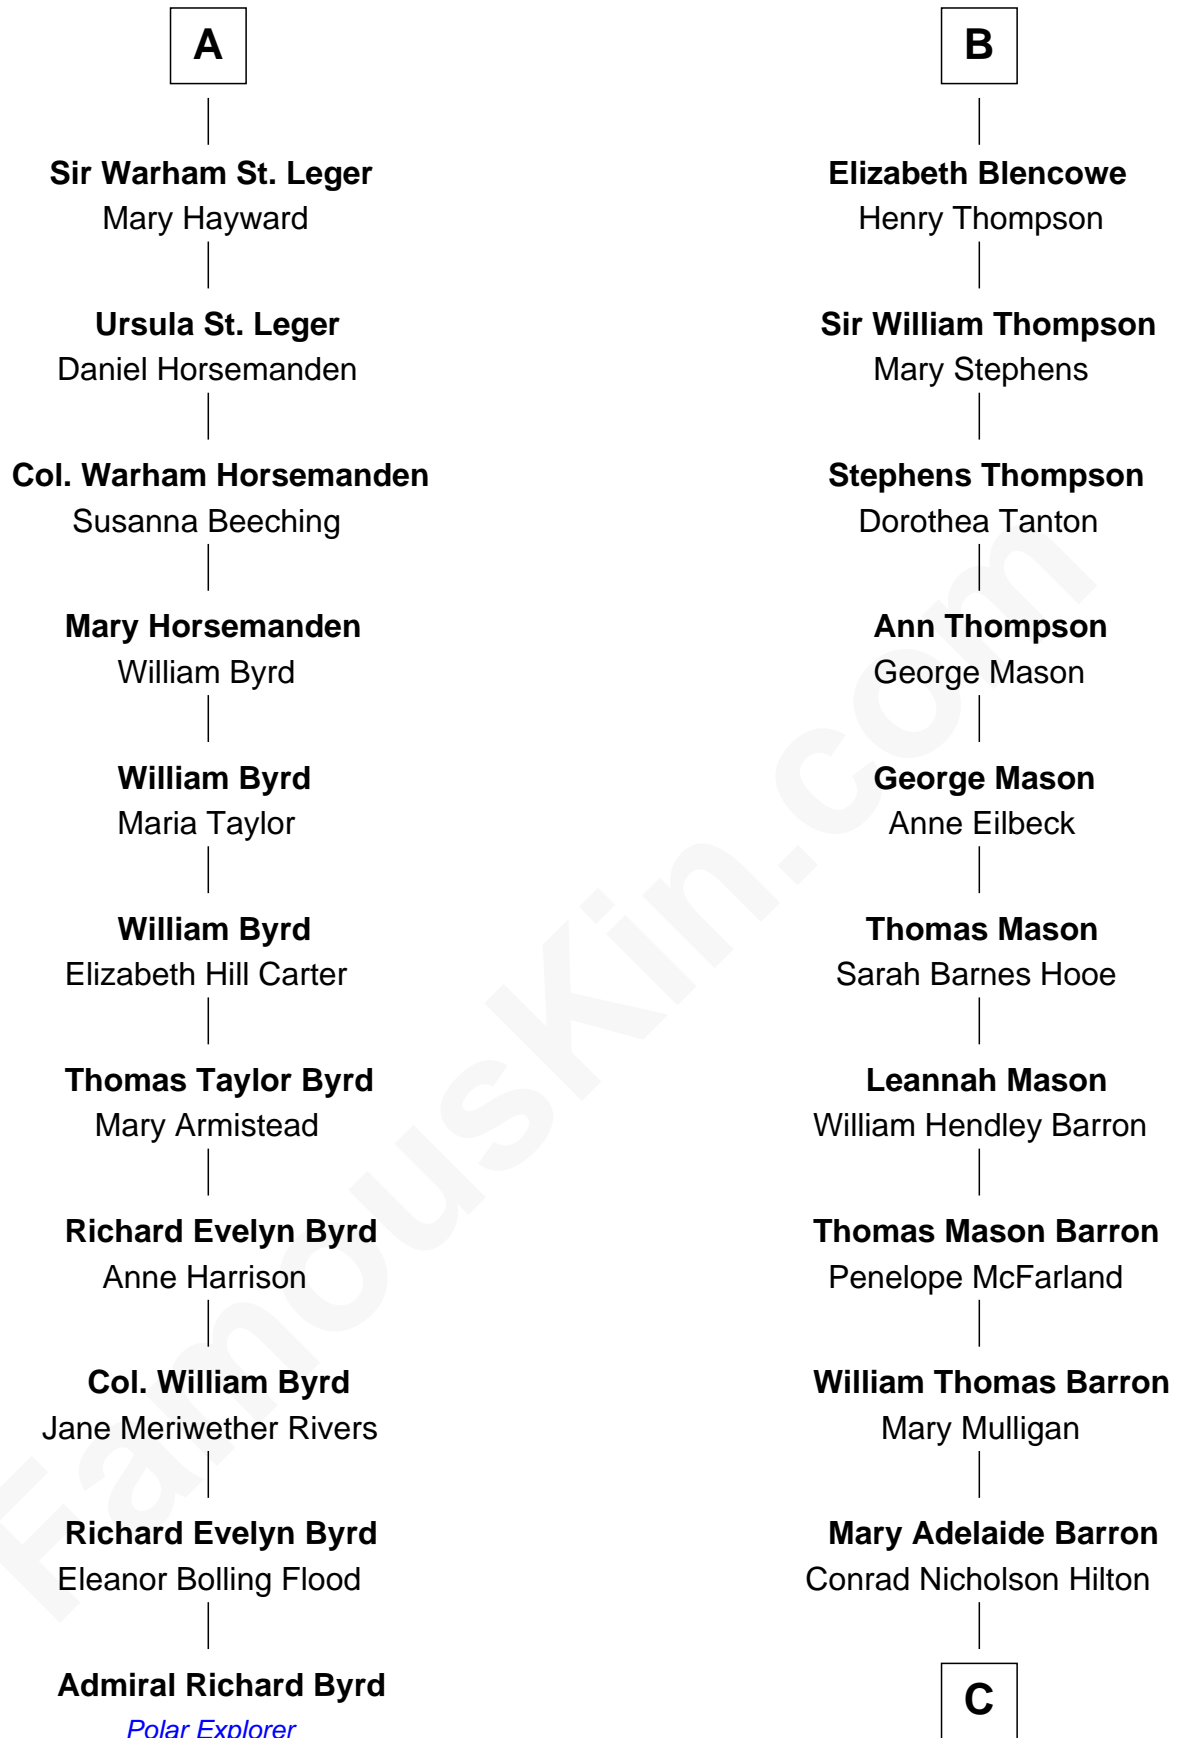 A
Sir Warham St. Leger
Mary Hayward
Ursula St. Leger
Daniel Horsemanden
Col. Warham Horsemanden
Susanna Beeching
Mary Horsemanden
William Byrd
William Byrd
Maria Taylor
William Byrd
Elizabeth Hill Carter
Thomas Taylor Byrd
Mary Armistead
Richard Evelyn Byrd
Anne Harrison
Col. William Byrd
Jane Meriwether Rivers
Richard Evelyn Byrd
Eleanor Bolling Flood
Admiral Richard Byrd
Polar Explorer
B
Elizabeth Blencowe
Henry Thompson
Sir William Thompson
Mary Stephens
Stephens Thompson
Dorothea Tanton
Ann Thompson
George Mason
George Mason
Anne Eilbeck
Thomas Mason
Sarah Barnes Hooe
Leannah Mason
William Hendley Barron
Thomas Mason Barron
Penelope McFarland
William Thomas Barron
Mary Mulligan
Mary Adelaide Barron
Conrad Nicholson Hilton
C
FamousKin.com